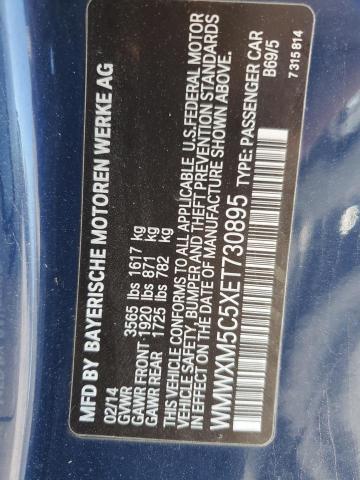 MFD BY BAYERISCHE MOTOREN WERKE AG
02/14
GVWR 3565 lbs 1617 kg
GAWR FRONT 1920 lbs 871 kg
GAWR REAR 1725 lbs 782 kg
THIS VEHICLE CONFORMS TO ALL APPLICABLE U.S. FEDERAL MOTOR
VEHICLE SAFETY, BUMPER AND THEFT PREVENTION STANDARDS
IN EFFECT ON THE DATE OF MANUFACTURE SHOWN ABOVE.
WMWXM5C5XET730895 TYPE: PASSENGER CAR
B69/5
7 315 814